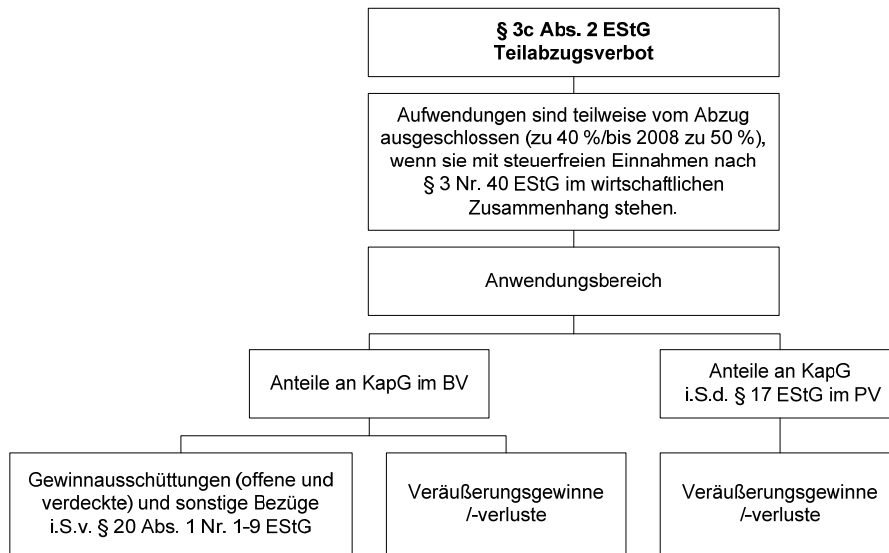 § 3c Abs. 2 EStG
Teilabzugsverbot
Aufwendungen sind teilweise vom Abzug
ausgeschlossen (zu 40 %/bis 2008 zu 50 %),
wenn sie mit steuerfreien Einnahmen nach
§ 3 Nr. 40 EStG im wirtschaftlichen
Zusammenhang stehen.
Anwendungsbereich
Anteile an KapG im BV
Anteile an KapG
i.S.d. § 17 EStG im PV
Gewinnausschüttungen (offene und
verdeckte) und sonstige Bezüge
i.S.v. § 20 Abs. 1 Nr. 1-9 EStG
Veräußerungsgewinne
/-verluste
Veräußerungsgewinne
/-verluste